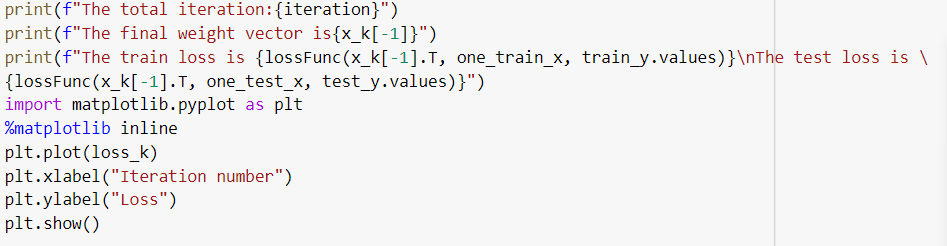 print(f"The total iteration:{iteration}")
print(f"The final weight vector is{x_k[-1]}")
print(f"The train loss is {lossFunc(x_k[-1].T, one_train_x, train_y.values)}\nThe test loss is \
{lossFunc(x_k[-1].T, one_test_x, test_y.values)}")
import matplotlib.pyplot as plt
%matplotlib inline
plt.plot(loss_k)
plt.xlabel("Iteration number")
plt.ylabel("Loss")
plt.show()